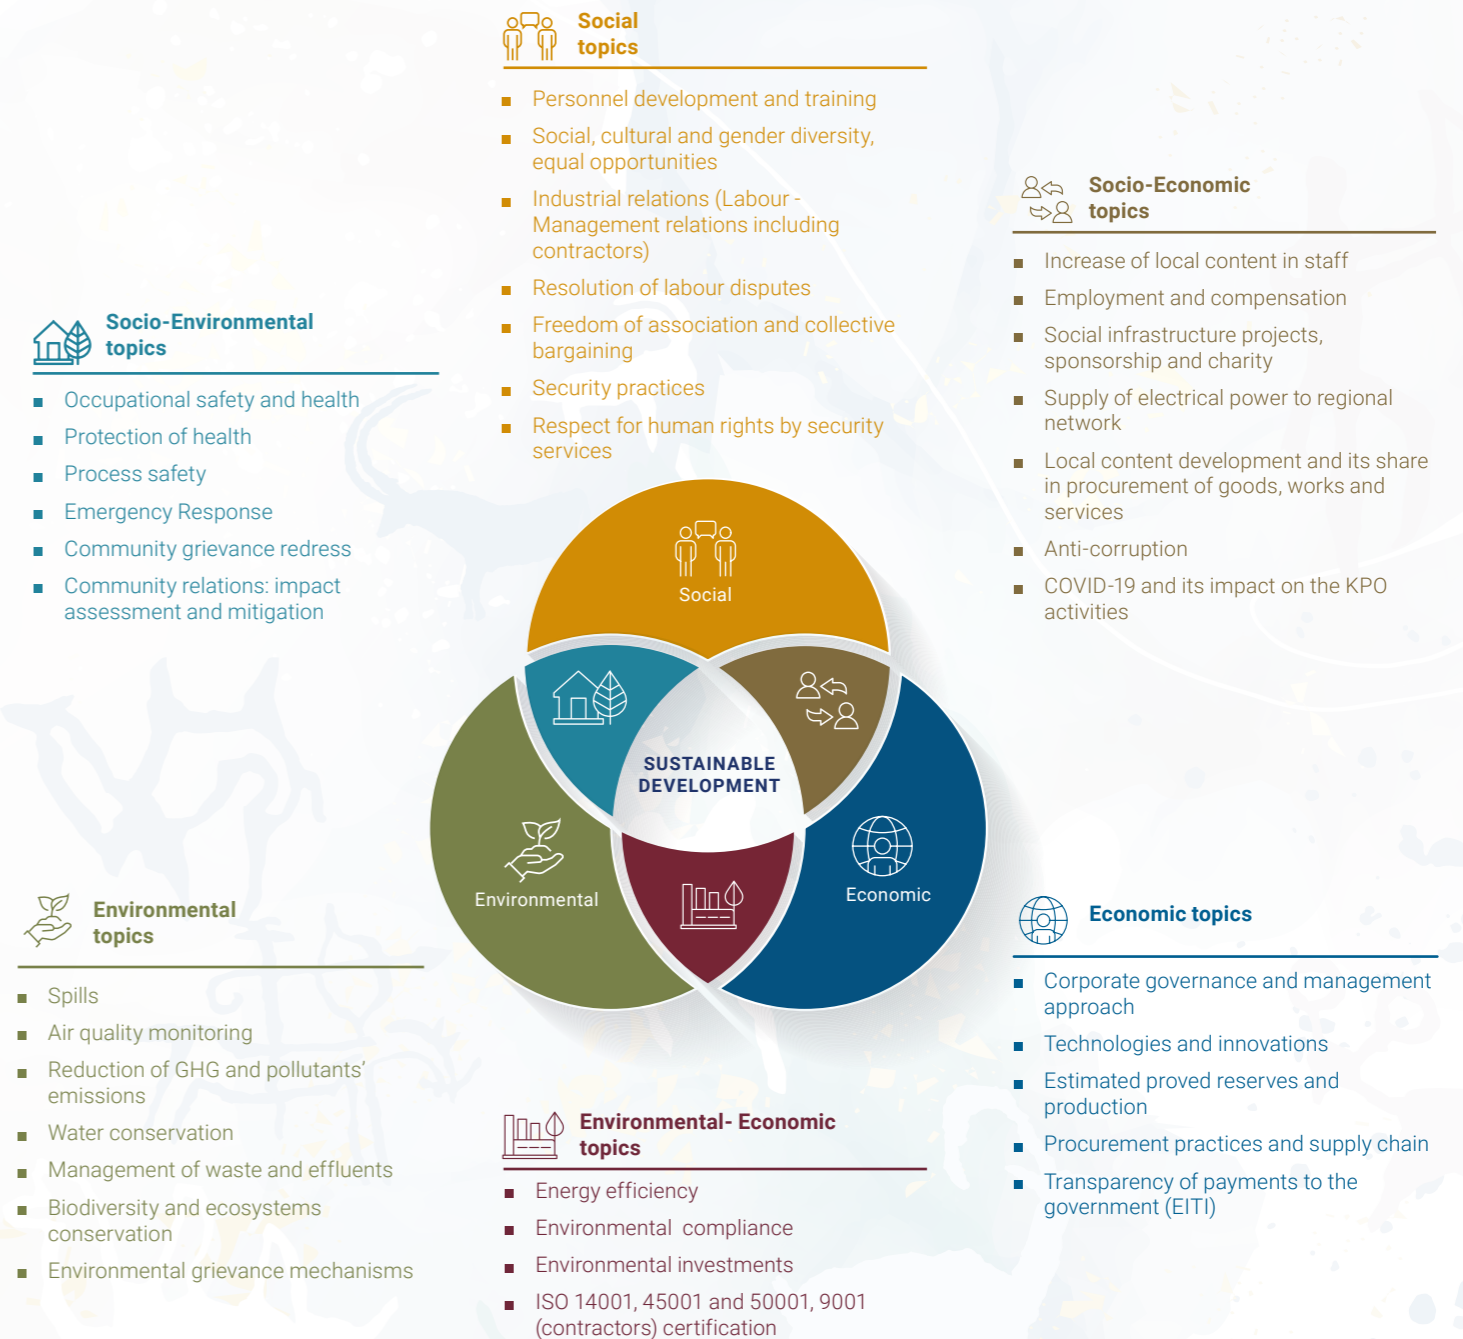 Social
topics
Personnel development and training
Social, cultural and gender diversity,
equal opportunities
Industrial relations (Labour -
Management relations including
contractors)
Resolution of labour disputes
Freedom of association and collective
bargaining
Security practices
Respect for human rights by security
services
Socio-Economic
topics
Increase of local content in staff
Employment and compensation
Social infrastructure projects,
sponsorship and charity
Supply of electrical power to regional
network
Local content development and its share
in procurement of goods, works and
services
Anti-corruption
COVID-19 and its impact on the KPO
activities
Socio-Environmental
topics
Occupational safety and health
Protection of health
Process safety
Emergency Response
Community grievance redress
Community relations: impact
assessment and mitigation
Social
SUSTAINABLE
DEVELOPMENT
Environmental
Economic
Environmental
topics
Spills
Air quality monitoring
Reduction of GHG and pollutants’
emissions
Water conservation
Management of waste and effluents
Biodiversity and ecosystems
conservation
Environmental grievance mechanisms
Economic topics
Corporate governance and management
approach
Technologies and innovations
Estimated proved reserves and
production
Procurement practices and supply chain
Transparency of payments to the
government (EITI)
Environmental- Economic
topics
Energy efficiency
Environmental compliance
Environmental investments
ISO 14001, 45001 and 50001, 9001
(contractors) certification